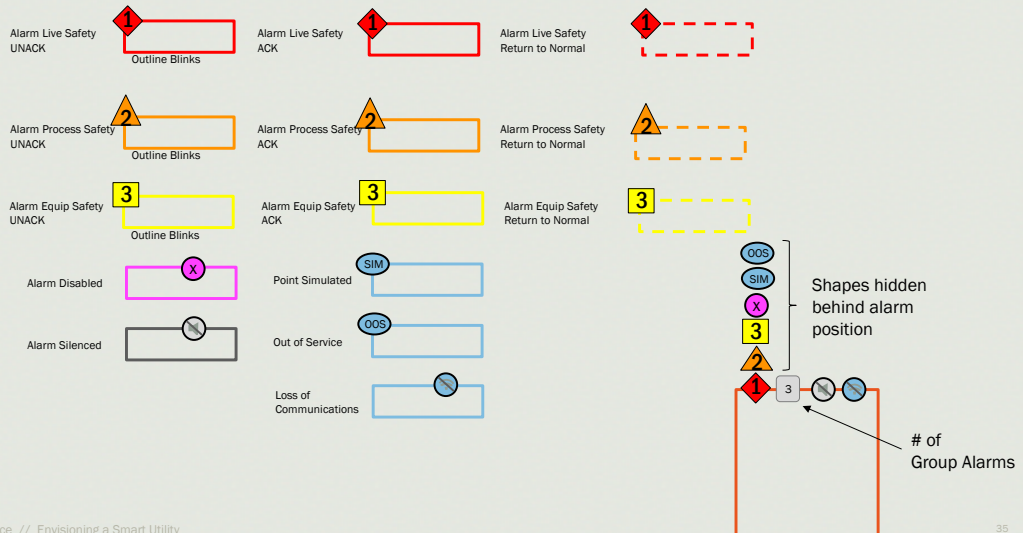 1
Alarm Live Safety
UNACK
Outline Blinks
1
Alarm Live Safety
ACK
1
Alarm Live Safety
Return to Normal
2
Alarm Process Safety
UNACK
Outline Blinks
2
Alarm Process Safety
ACK
2
Alarm Process Safety
Return to Normal
3
Alarm Equip Safety
UNACK
Outline Blinks
3
Alarm Equip Safety
ACK
3
Alarm Equip Safety
Return to Normal
X
Alarm Disabled
SIM
Point Simulated
Alarm Silenced
OOS
Out of Service
Loss of
Communications
OOS
SIM
X
3
2
1
3
Shapes hidden
behind alarm
position
# of
Group Alarms
ce // Envisioning a Smart Utility
35